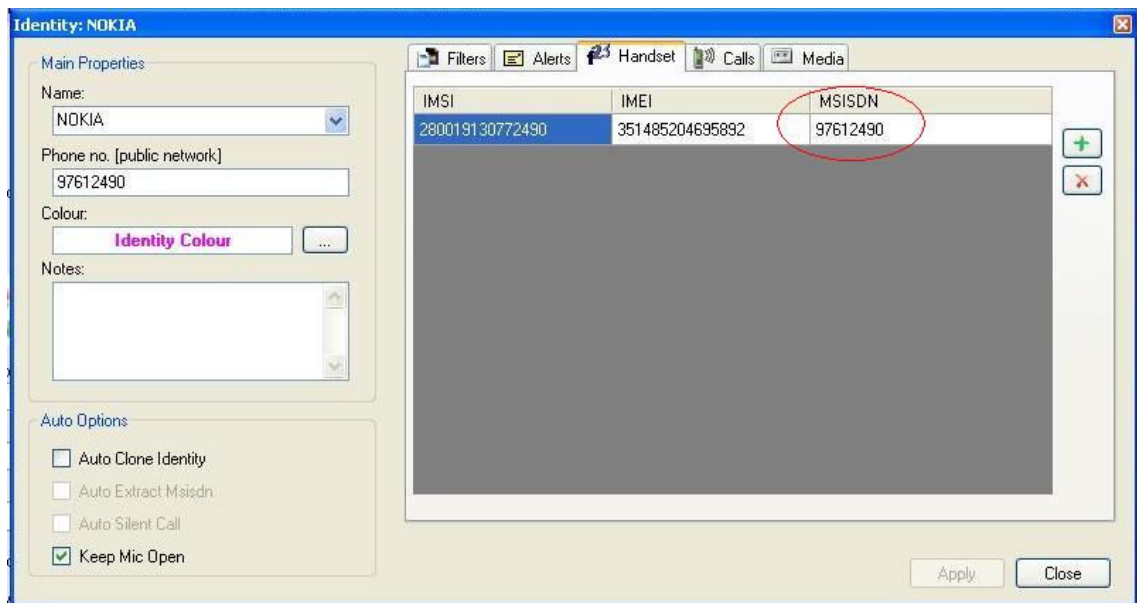 Identity: NOKIA
Main Properties
Name:
NOKIA
Phone no. [public network]
97612490
Colour:
Identity Colour
...
Notes:
Auto Options
Auto Clone Identity
Auto Extract Msisdn
Auto Silent Call
Keep Mic Open
Filters Alerts Handset Calls Media
IMSI IMEI MSISDN
280019130772490 351485204695892 97612490
Apply Close